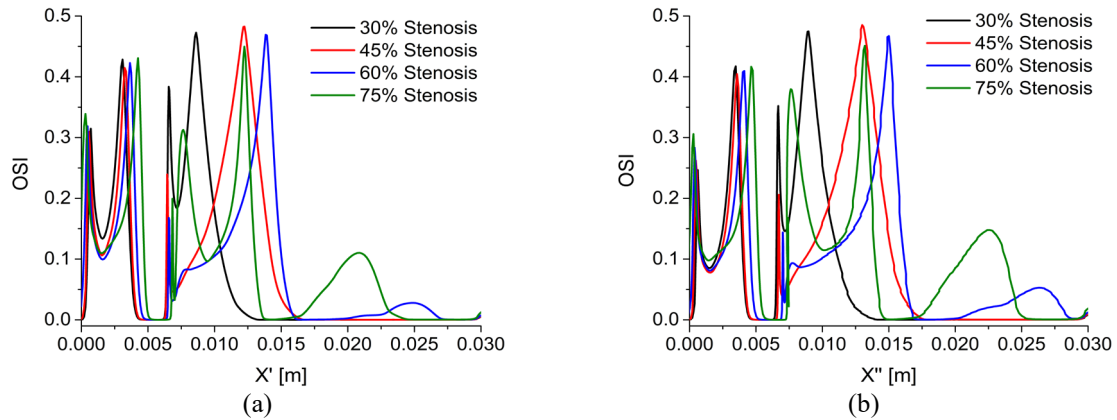 0.5
0.4
0.3
0.2
0.1
0.0
OSI
30% Stenosis
45% Stenosis
60% Stenosis
75% Stenosis
0.000 0.005 0.010 0.015 0.020 0.025 0.030
X' [m]
(a)
0.5
0.4
0.3
0.2
0.1
0.0
OSI
30% Stenosis
45% Stenosis
60% Stenosis
75% Stenosis
0.000 0.005 0.010 0.015 0.020 0.025 0.030
X'' [m]
(b)